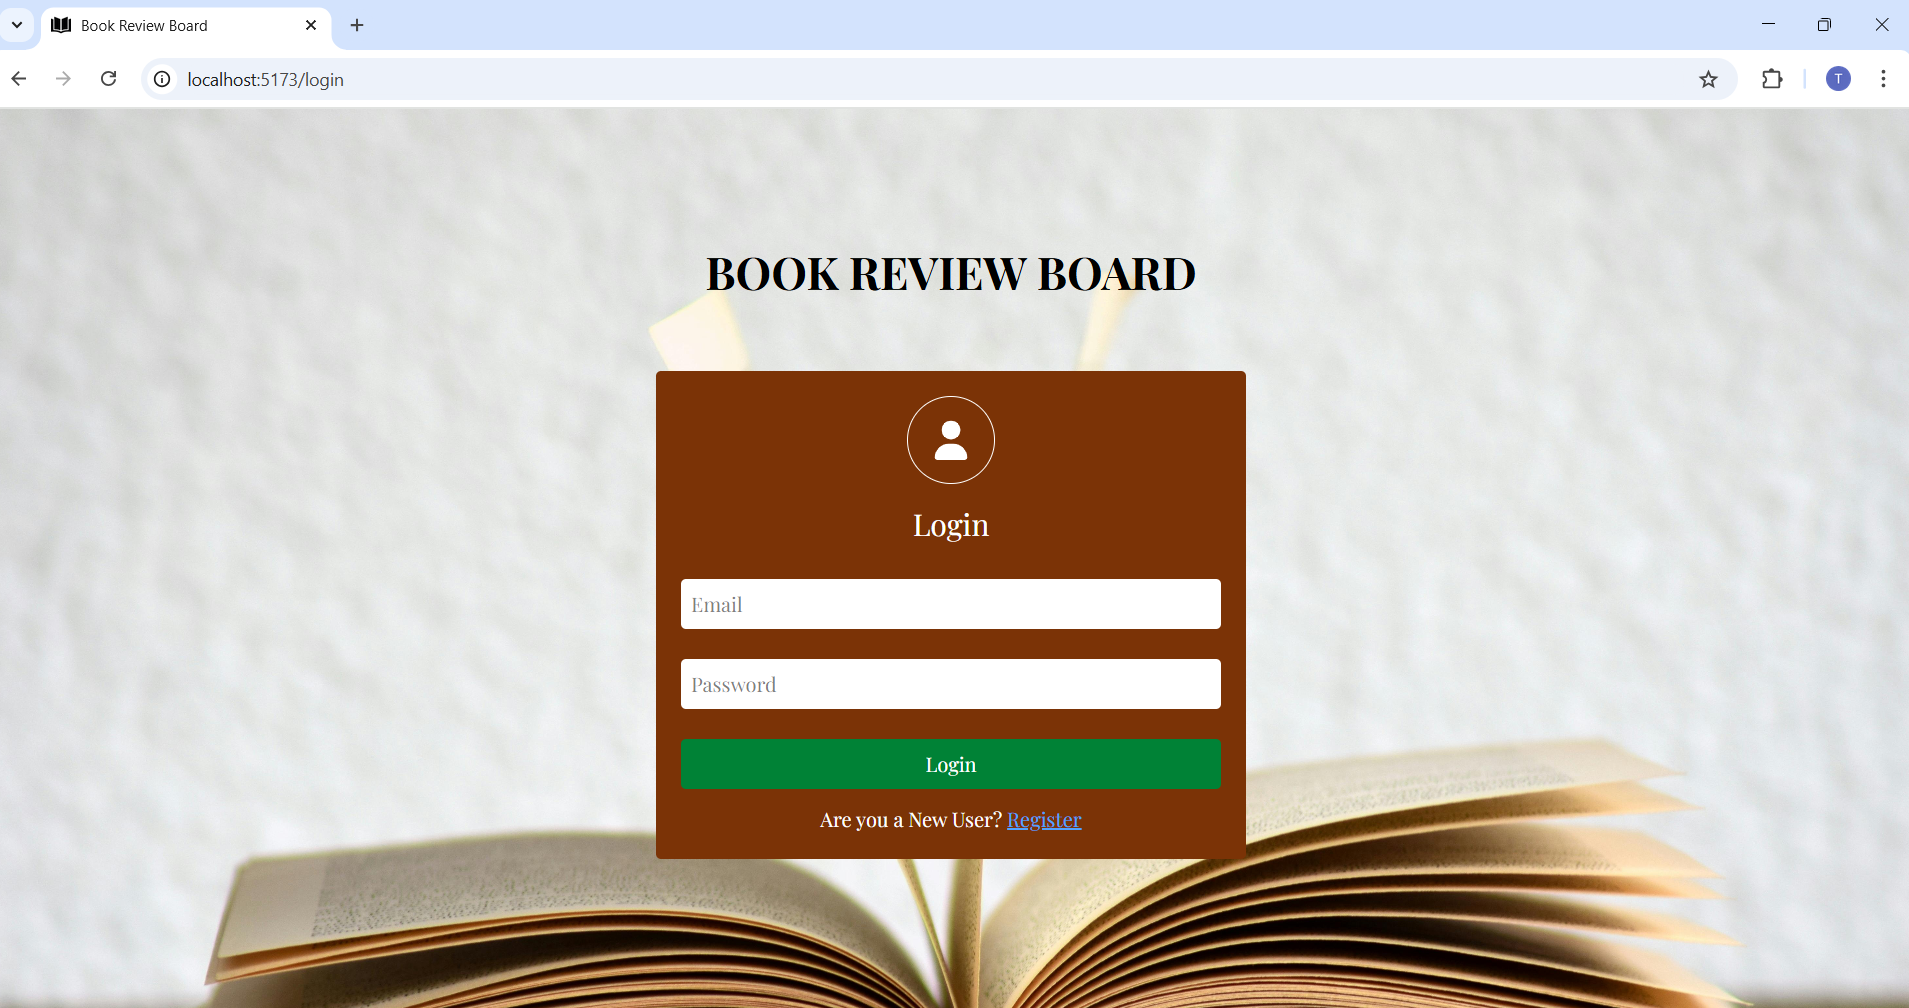 Book Review Board
localhost:5173/login
T
BOOK REVIEW BOARD
Login
Email
Password
Login
Are you a New User? Register